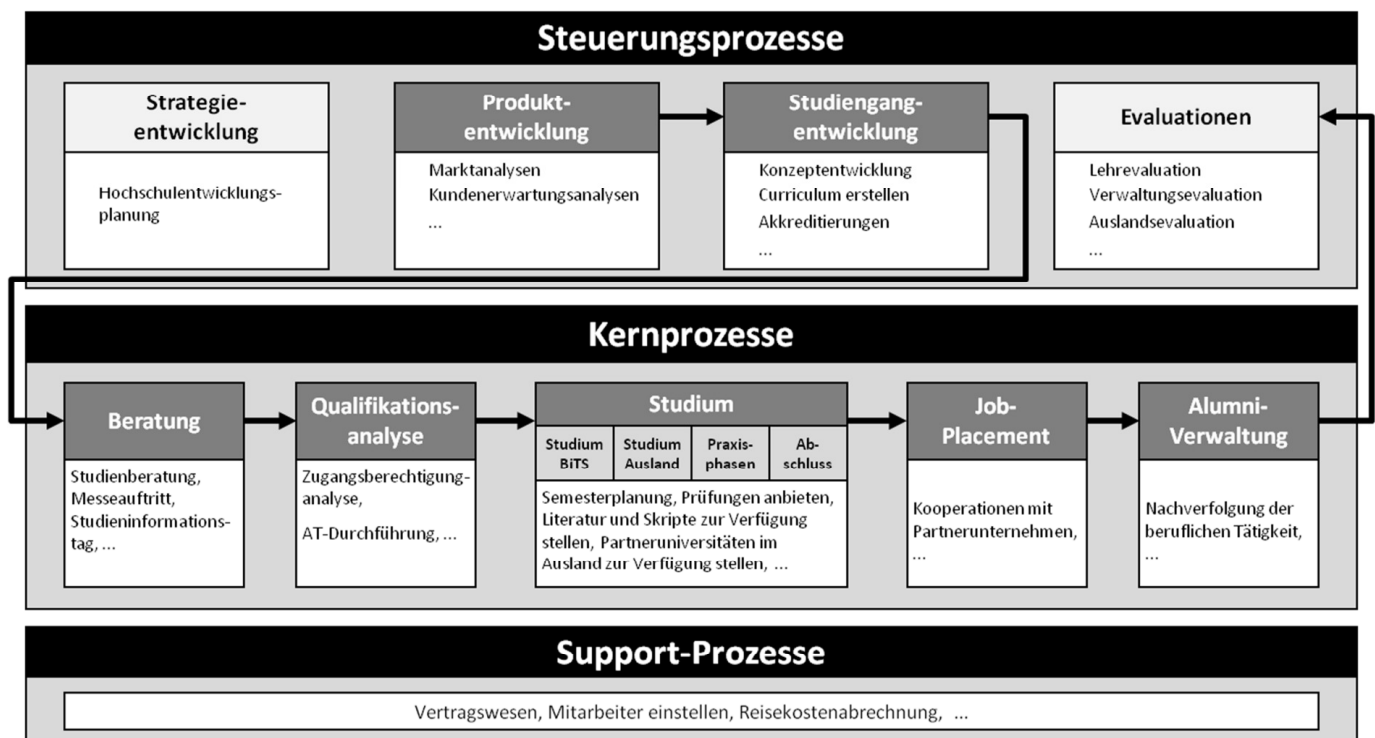 Steuerungsprozesse
Strategie-
entwicklung
Hochschulentwicklungs-
planung
Produkt-
entwicklung
Marktanalysen
Kundenerwartungsanalysen
...
Studiengang-
entwicklung
Konzeptentwicklung
Curriculum erstellen
Akkreditierungen
...
Evaluationen
Lehrevaluation
Verwaltungsevaluation
Auslandsevaluation
...
Kernprozesse
Beratung
Studienberatung,
Messeauftritt,
Studieninformations-
tag, ...
Qualifikations-
analyse
Zugangsberechtigung-
analyse,
AT-Durchführung, ...
Studium
Studium
BiTS
Studium
Ausland
Praxis-
phasen
Ab-
schluss
Semesterplanung, Prüfungen anbieten,
Literatur und Skripte zur Verfügung
stellen, Partneruniversitäten im
Ausland zur Verfügung stellen, ...
Job-
Placement
Kooperationen mit
Partnerunternehmen,
...
Alumni-
Verwaltung
Nachverfolgung der
beruflichen Tätigkeit,
...
Support-Prozesse
Vertragswesen, Mitarbeiter einstellen, Reisekostenabrechnung, ...